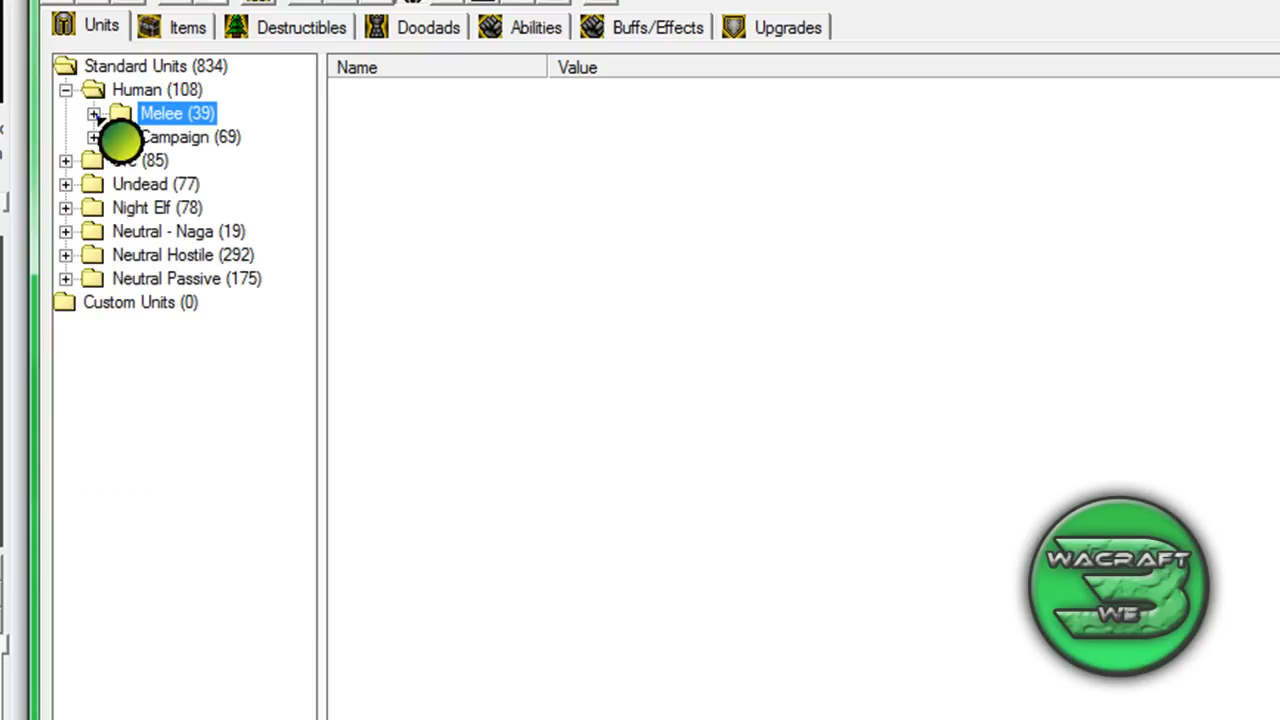 Units Items Destructibles Doodads Abilities Buffs/Effects Upgrades
Standard Units (834)
Human (108)
Melee (39)
Campaign (69)
(85)
Undead (77)
Night Elf (78)
Neutral - Naga (19)
Neutral Hostile (292)
Neutral Passive (175)
Custom Units (0)
Name Value
WACRAFT
3
WE